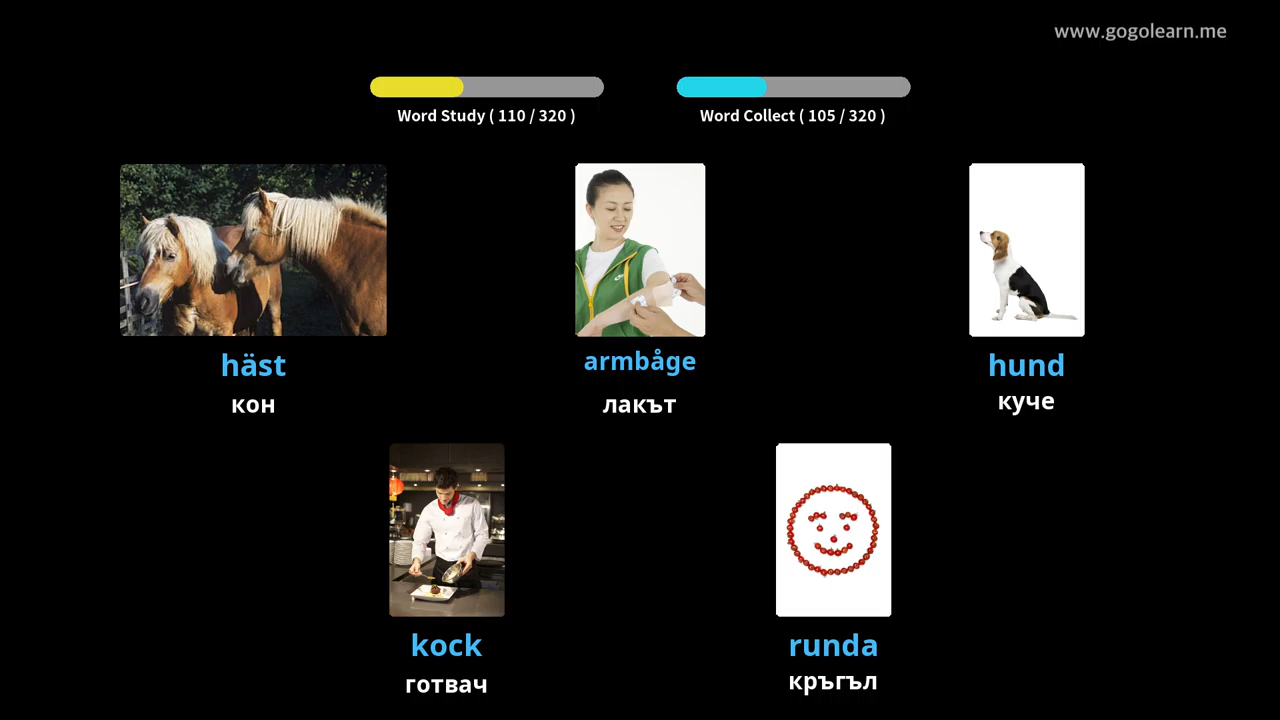 www.gogolearn.me
Word Study ( 110 / 320 )
Word Collect ( 105 / 320 )
häst
armbåge
hund
кон
лакът
куче
kock
runda
готвач
кръгъл